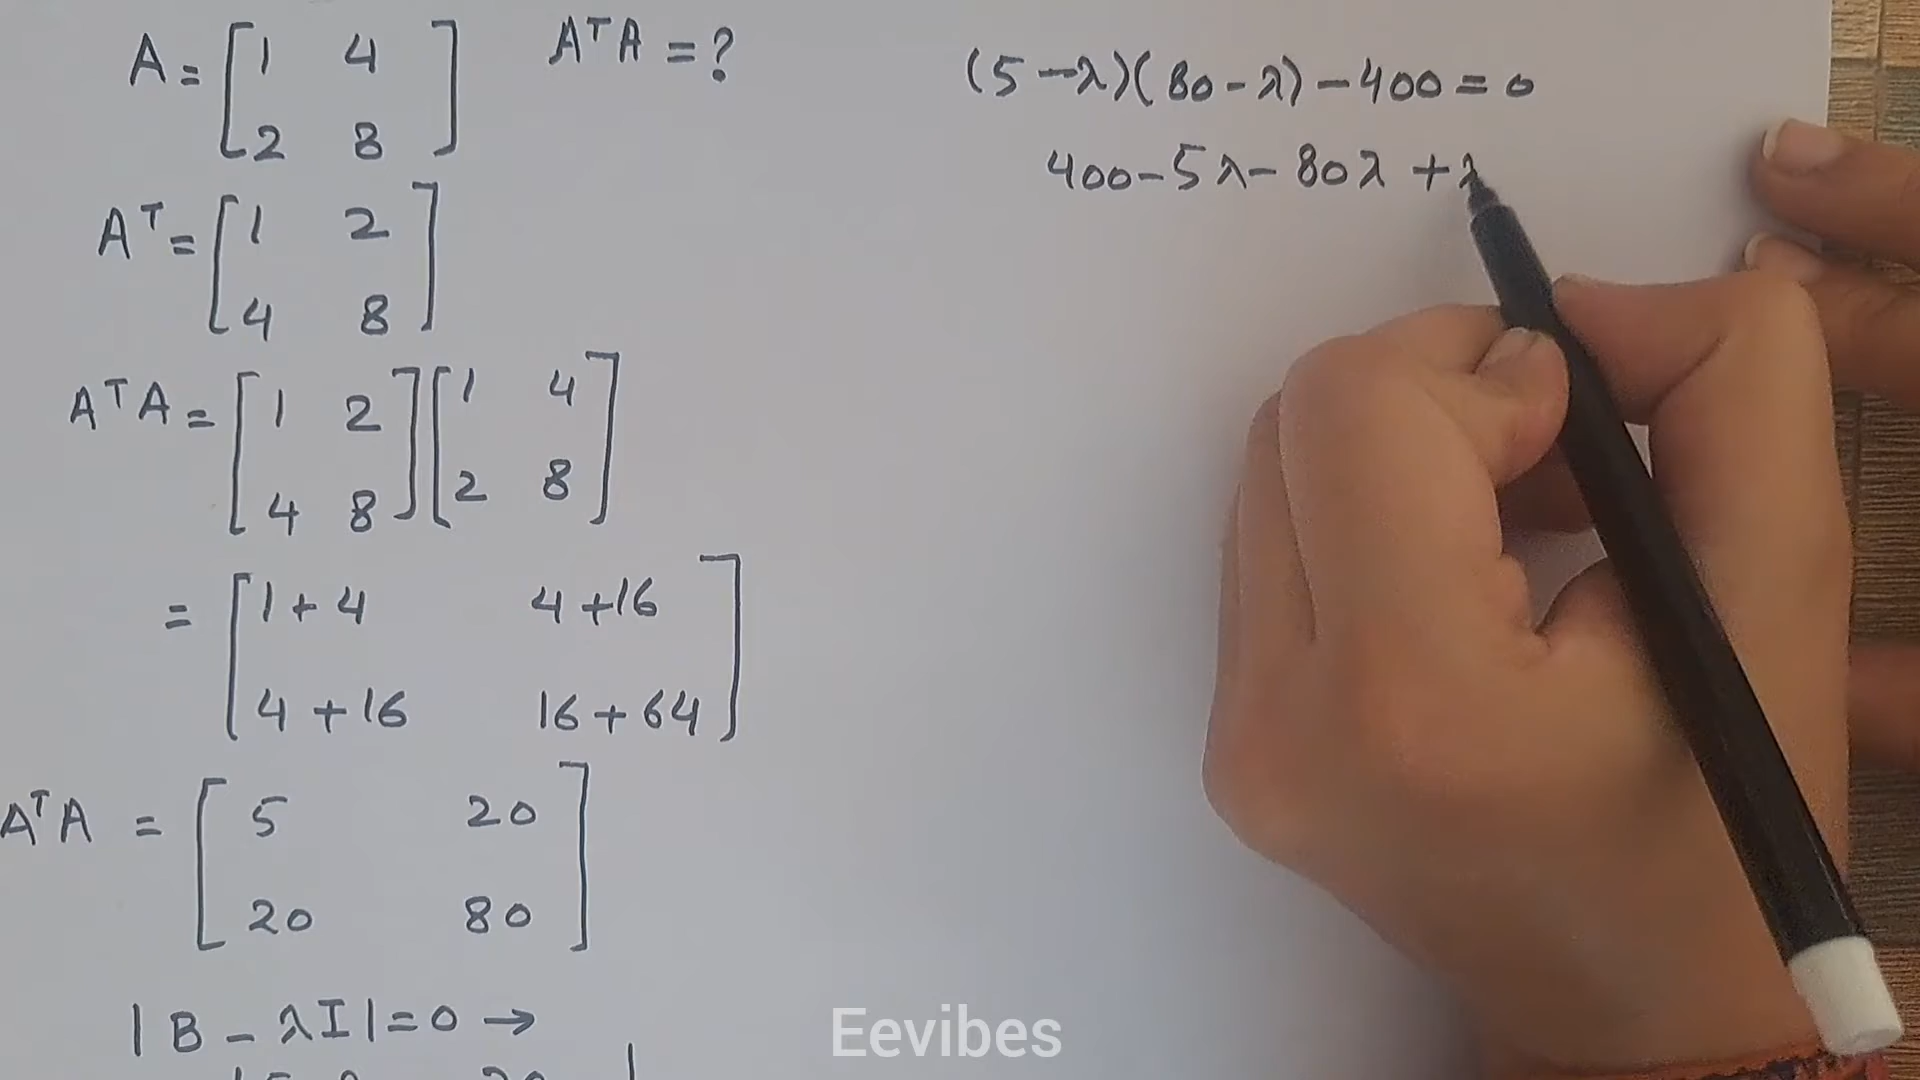 A = [1 4
2 8] AᵀA = ?
Aᵀ = [1 2
4 8]
AᵀA = [1 2
4 8] [1 4
2 8]
= [1 + 4 4 + 16
4 + 16 16 + 64]
AᵀA = [5 20
20 80]
|B - λI| = 0 →
(5 - λ)(80 - λ) - 400 = 0
400 - 5λ - 80λ + λ
Eevibes